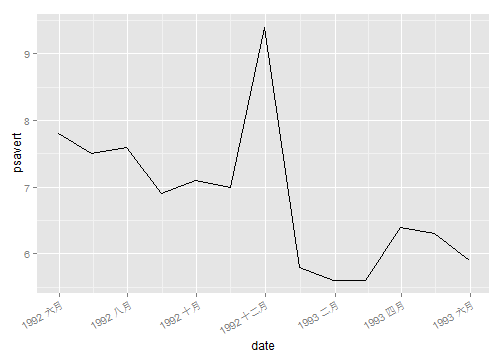 psavert
9
8
7
6
1992 六月
1992 八月
1992 十月
1992 十二月
1993 二月
1993 四月
1993 六月
date